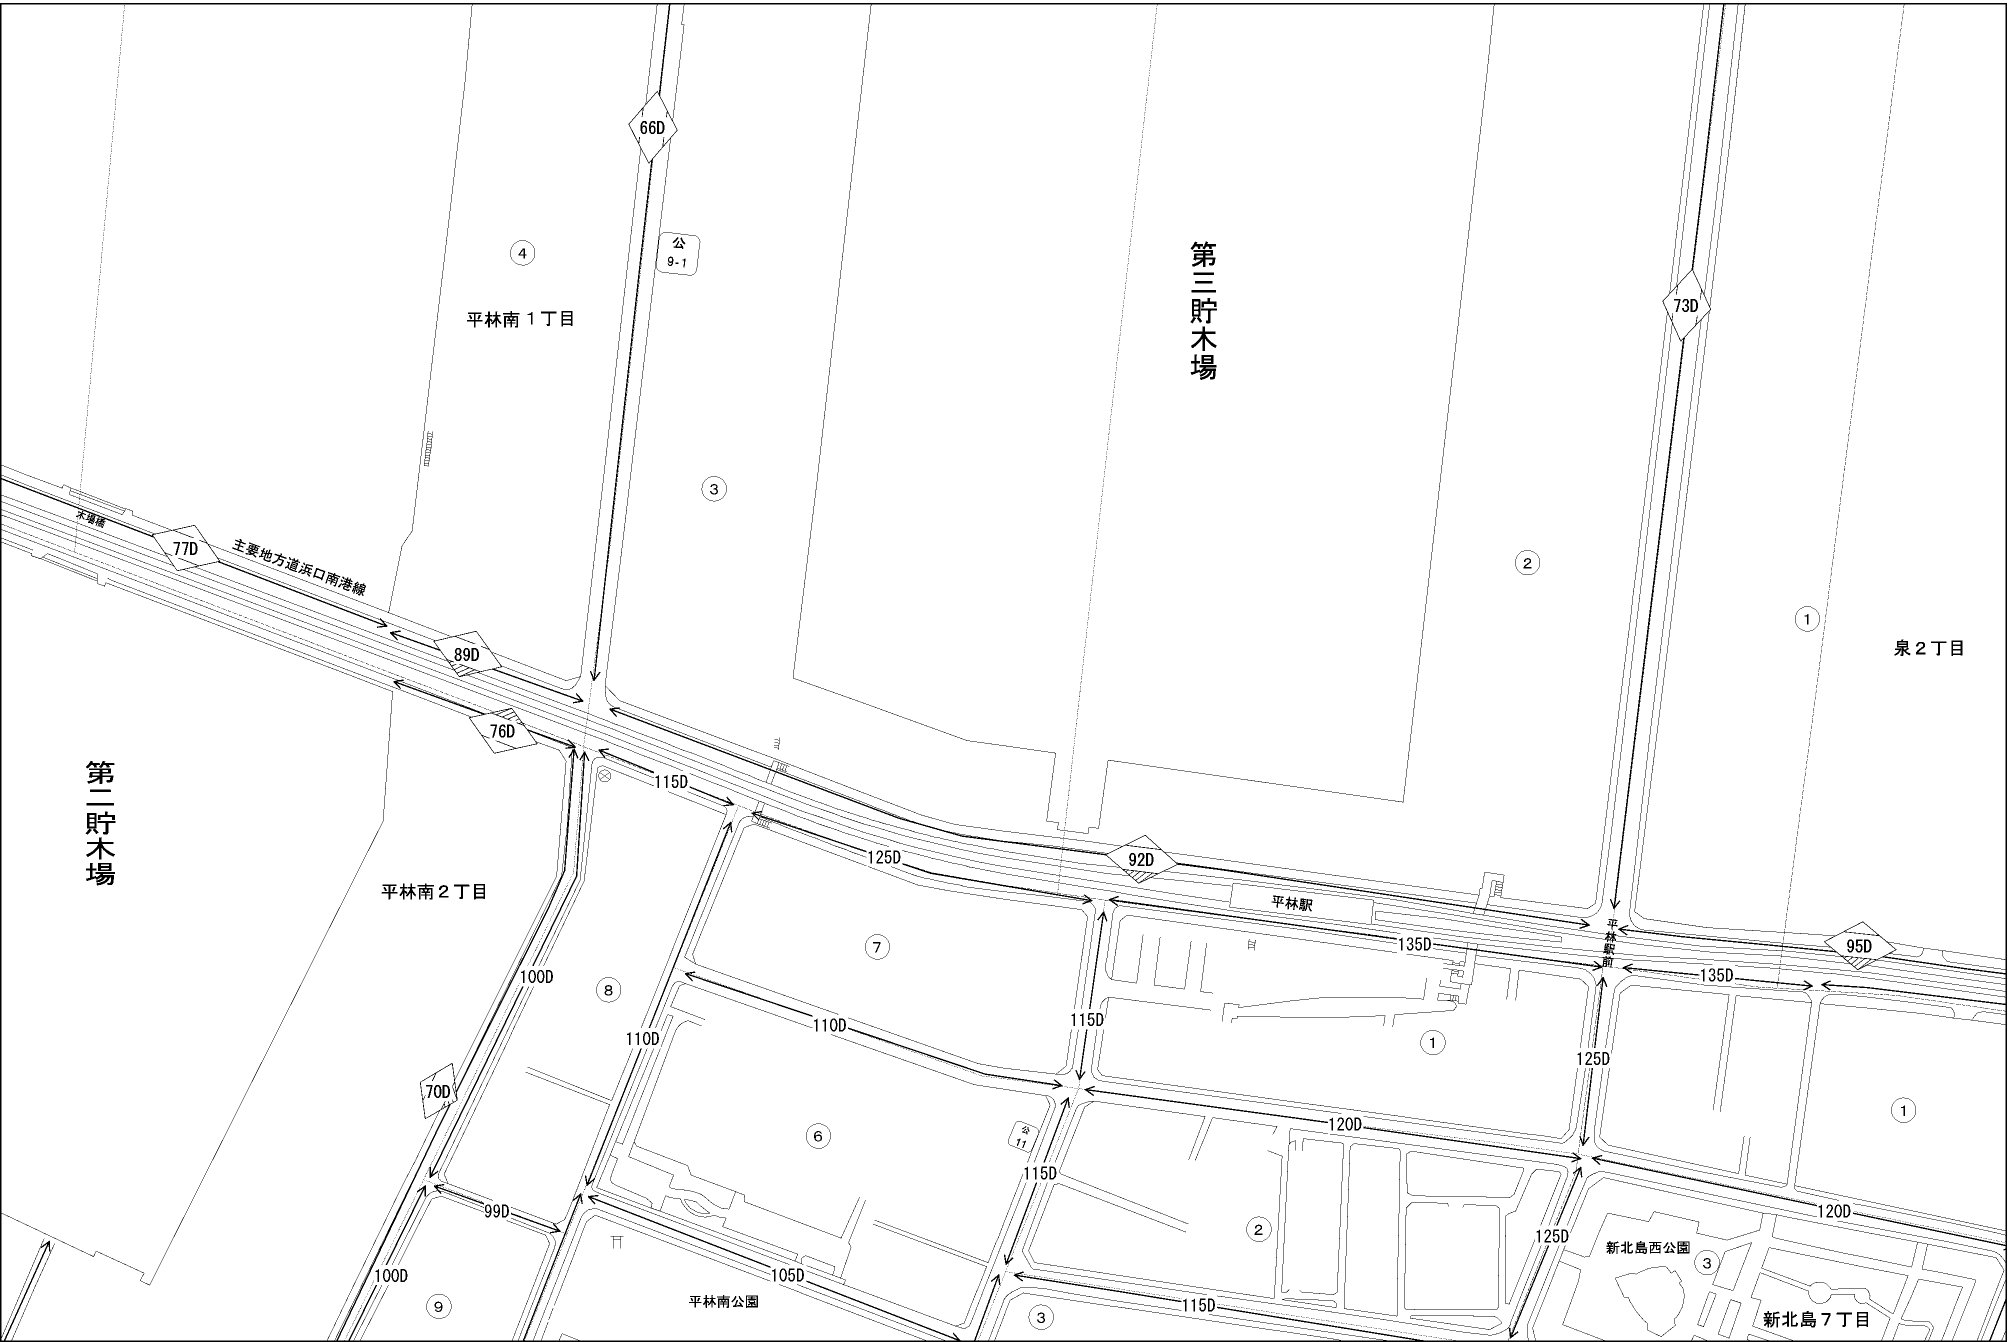 66D
公
9-1
4
平林南1丁目
第三貯木場
73D
3
2
1
泉2丁目
木場橋
77D
主要地方道浜口南港線
89D
76D
115D
第二貯木場
平林南2丁目
125D
92D
平林駅
平林駅前
95D
135D
135D
7
100D
8
110D
110D
115D
1
125D
70D
1
6
公
11
120D
115D
99D
2
120D
125D
新北島西公園
3
100D
105D
9
平林南公園
115D
3
新北島7丁目